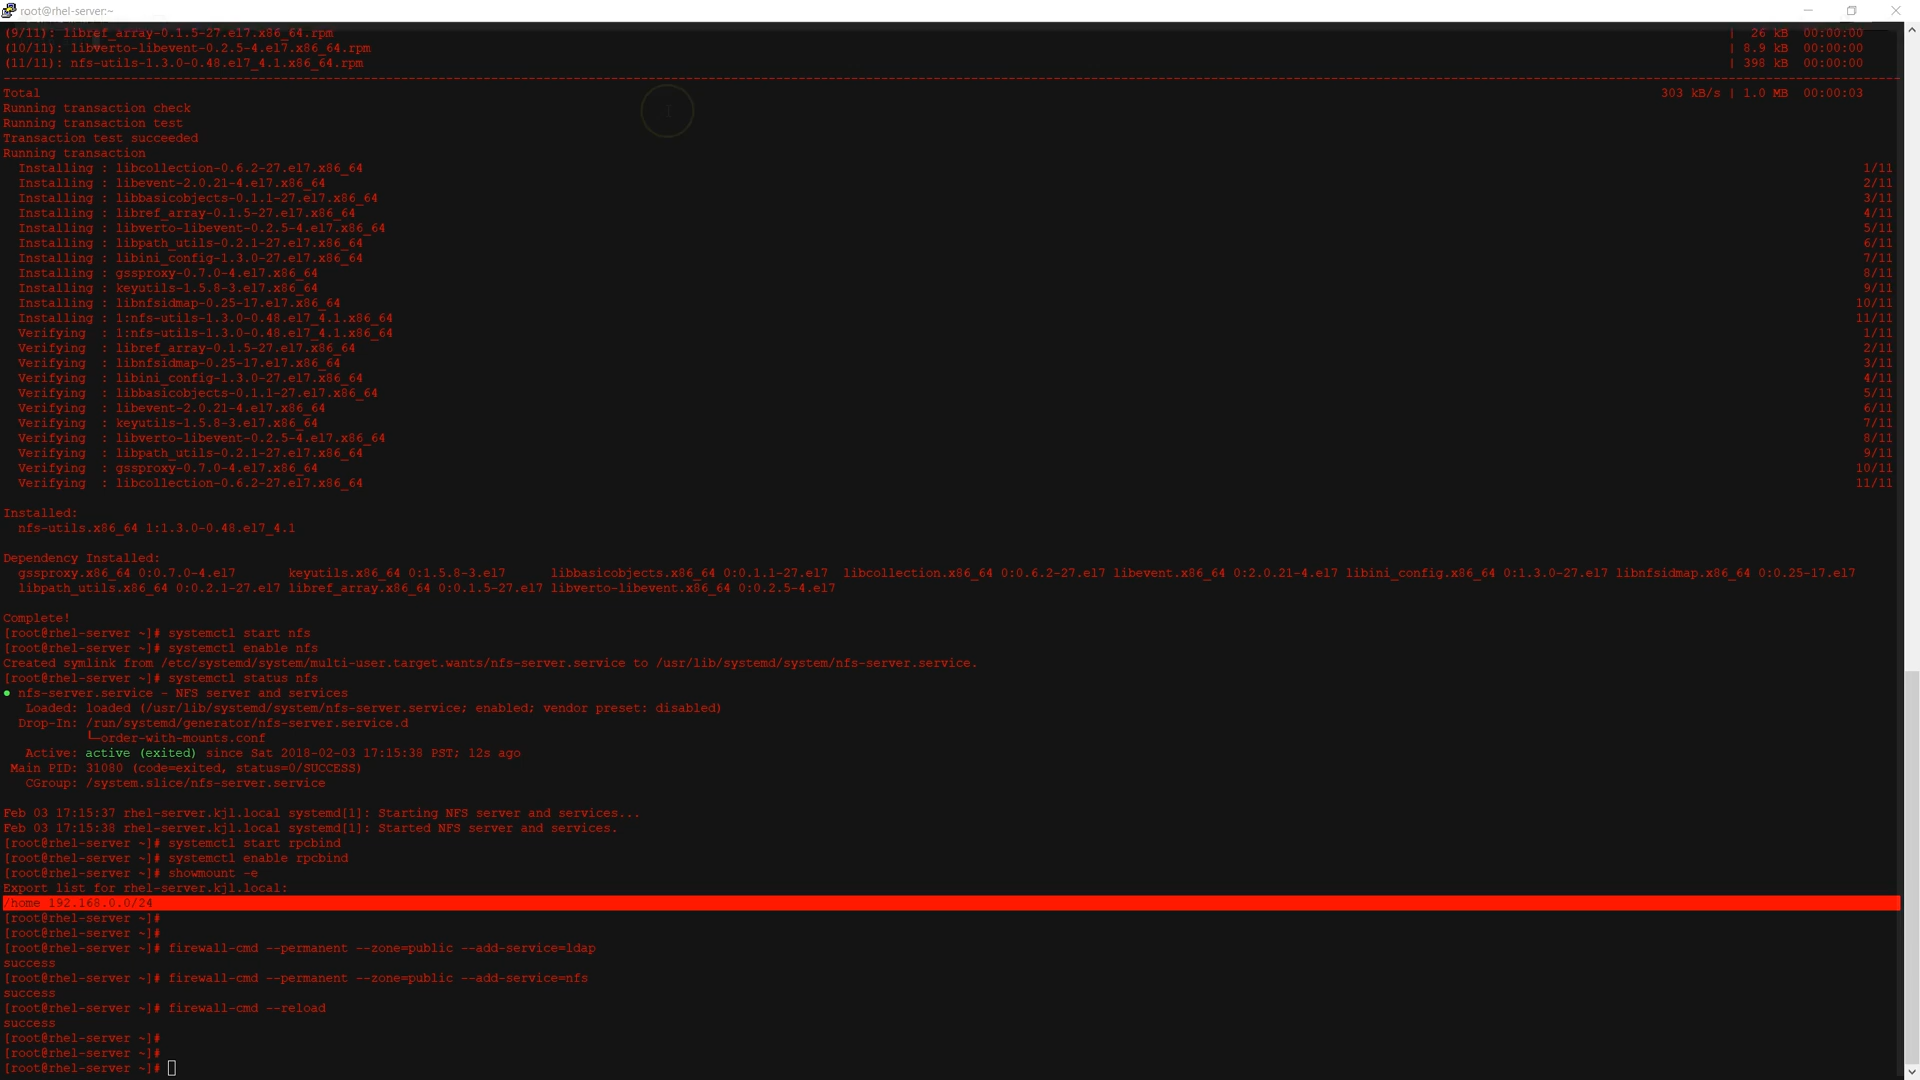 root@rhel-server:~
(9/11): libref_array-0.1.5-27.el7.x86_64.rpm | 26 kB 00:00:00
(10/11): libverto-libevent-0.2.5-4.el7.x86_64.rpm | 8.9 kB 00:00:00
(11/11): nfs-utils-1.3.0-0.48.el7_4.1.x86_64.rpm | 398 kB 00:00:00
Total 303 kB/s | 1.0 MB 00:00:03
Running transaction check
Running transaction test
Transaction test succeeded
Running transaction
Installing : libcollection-0.6.2-27.el7.x86_64 1/11
Installing : libevent-2.0.21-4.el7.x86_64 2/11
Installing : libbasicobjects-0.1.1-27.el7.x86_64 3/11
Installing : libref_array-0.1.5-27.el7.x86_64 4/11
Installing : libverto-libevent-0.2.5-4.el7.x86_64 5/11
Installing : libpath_utils-0.2.1-27.el7.x86_64 6/11
Installing : libini_config-1.3.0-27.el7.x86_64 7/11
Installing : gssproxy-0.7.0-4.el7.x86_64 8/11
Installing : keyutils-1.5.8-3.el7.x86_64 9/11
Installing : libnfsidmap-0.25-17.el7.x86_64 10/11
Installing : 1:nfs-utils-1.3.0-0.48.el7_4.1.x86_64 11/11
Verifying : 1:nfs-utils-1.3.0-0.48.el7_4.1.x86_64 1/11
Verifying : libref_array-0.1.5-27.el7.x86_64 2/11
Verifying : libnfsidmap-0.25-17.el7.x86_64 3/11
Verifying : libini_config-1.3.0-27.el7.x86_64 4/11
Verifying : libbasicobjects-0.1.1-27.el7.x86_64 5/11
Verifying : libevent-2.0.21-4.el7.x86_64 6/11
Verifying : keyutils-1.5.8-3.el7.x86_64 7/11
Verifying : libverto-libevent-0.2.5-4.el7.x86_64 8/11
Verifying : libpath_utils-0.2.1-27.el7.x86_64 9/11
Verifying : gssproxy-0.7.0-4.el7.x86_64 10/11
Verifying : libcollection-0.6.2-27.el7.x86_64 11/11
Installed:
nfs-utils.x86_64 1:1.3.0-0.48.el7_4.1
Dependency Installed:
gssproxy.x86_64 0:0.7.0-4.el7 keyutils.x86_64 0:1.5.8-3.el7 libbasicobjects.x86_64 0:0.1.1-27.el7 libcollection.x86_64 0:0.6.2-27.el7 libevent.x86_64 0:2.0.21-4.el7 libini_config.x86_64 0:1.3.0-27.el7 libnfsidmap.x86_64 0:0.25-17.el7
libpath_utils.x86_64 0:0.2.1-27.el7 libref_array.x86_64 0:0.1.5-27.el7 libverto-libevent.x86_64 0:0.2.5-4.el7
Complete!
[root@rhel-server ~]# systemctl start nfs
[root@rhel-server ~]# systemctl enable nfs
Created symlink from /etc/systemd/system/multi-user.target.wants/nfs-server.service to /usr/lib/systemd/system/nfs-server.service.
[root@rhel-server ~]# systemctl status nfs
● nfs-server.service - NFS server and services
Loaded: loaded (/usr/lib/systemd/system/nfs-server.service; enabled; vendor preset: disabled)
Drop-In: /run/systemd/generator/nfs-server.service.d
└─order-with-mounts.conf
Active: active (exited) since Sat 2018-02-03 17:15:38 PST; 12s ago
Main PID: 31080 (code=exited, status=0/SUCCESS)
CGroup: /system.slice/nfs-server.service
Feb 03 17:15:37 rhel-server.kjl.local systemd[1]: Starting NFS server and services...
Feb 03 17:15:38 rhel-server.kjl.local systemd[1]: Started NFS server and services.
[root@rhel-server ~]# systemctl start rpcbind
[root@rhel-server ~]# systemctl enable rpcbind
[root@rhel-server ~]# showmount -e
Export list for rhel-server.kjl.local:
/home 192.168.0.0/24
[root@rhel-server ~]#
[root@rhel-server ~]#
[root@rhel-server ~]# firewall-cmd --permanent --zone=public --add-service=ldap
success
[root@rhel-server ~]# firewall-cmd --permanent --zone=public --add-service=nfs
success
[root@rhel-server ~]# firewall-cmd --reload
success
[root@rhel-server ~]#
[root@rhel-server ~]#
[root@rhel-server ~]#